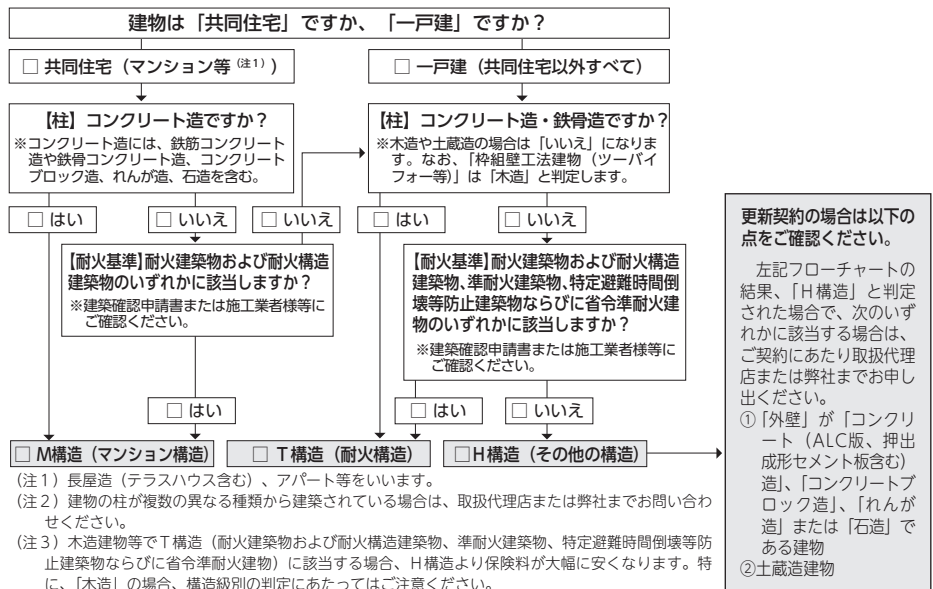 建物は「共同住宅」ですか、「一戸建」ですか？
□ 共同住宅（マンション等（注1））
□ 一戸建（共同住宅以外すべて）
【柱】コンクリート造ですか？
※コンクリート造には、鉄筋コンクリート
造や鉄骨コンクリート造、コンクリート
ブロック造、れんが造、石造を含む。
【柱】コンクリート造・鉄骨造ですか？
※木造や土蔵造の場合は「いいえ」になりま
す。なお、「枠組壁工法建物（ツーバイ
フォー等）」は「木造」と判定します。
□ はい
□ いいえ
□ いいえ
□ はい
□ いいえ
【耐火基準】耐火建築物および耐火構造
建築物のいずれかに該当しますか？
※建築確認申請書または施工業者様等に
ご確認ください。
【耐火基準】耐火建築物および耐火構造
建築物、準耐火建築物、特定避難時間倒
壊等防止建築物ならびに省令準耐火建
物のいずれかに該当しますか？
※建築確認申請書または施工業者様等に
ご確認ください。
□ はい
□ はい
□ いいえ
□ M構造（マンション構造）
□ T構造（耐火構造）
□H構造（その他の構造）
（注1）長屋造（テラスハウス含む）、アパート等をいいます。
（注2）建物の柱が複数の異なる種類から建築されている場合は、取扱代理店または弊社までお問い合わ
せください。
（注3）木造建物等でT構造（耐火建築物および耐火構造建築物、準耐火建築物、特定避難時間倒壊等防
止建築物ならびに省令準耐火建物）に該当する場合、H構造より保険料が大幅に安くなります。特
に、「木造」の場合、構造級別の判定にあたってはご注意ください。
更新契約の場合は以下の
点をご確認ください。
左記フローチャートの
結果、「H構造」と判定
された場合で、次のいず
れかに該当する場合は、
ご契約にあたり取扱代理
店または弊社までお申し
出ください。
①「外壁」が「コンクリ
ート（ALC版、押出
成形セメント板含む）
造」、「コンクリートブ
ロック造」、「れんが
造」または「石造」で
ある建物
②土蔵造建物